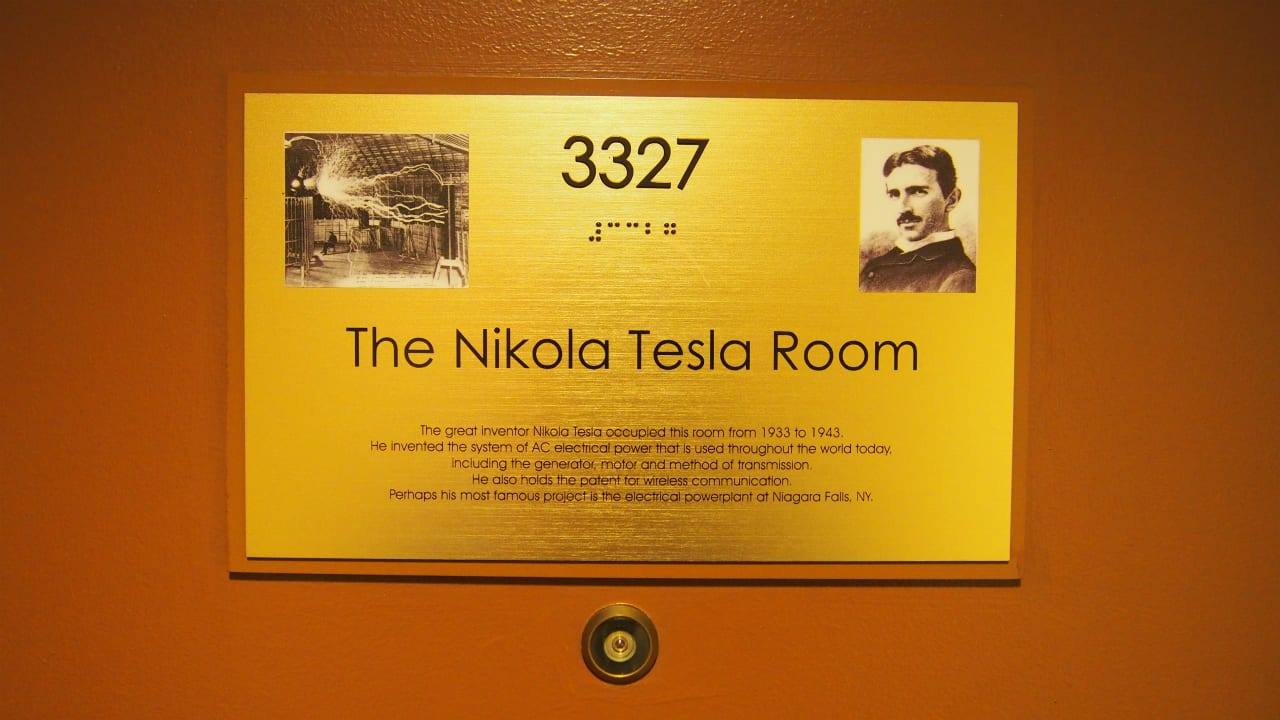 3327
⠼⠉⠉⠃⠛
The Nikola Tesla Room
The great inventor Nikola Tesla occupied this room from 1933 to 1943.
He invented the system of AC electrical power that is used throughout the world today,
including the generator, motor and method of transmission.
He also holds the patent for wireless communication.
Perhaps his most famous project is the electrical powerplant at Niagara Falls, NY.